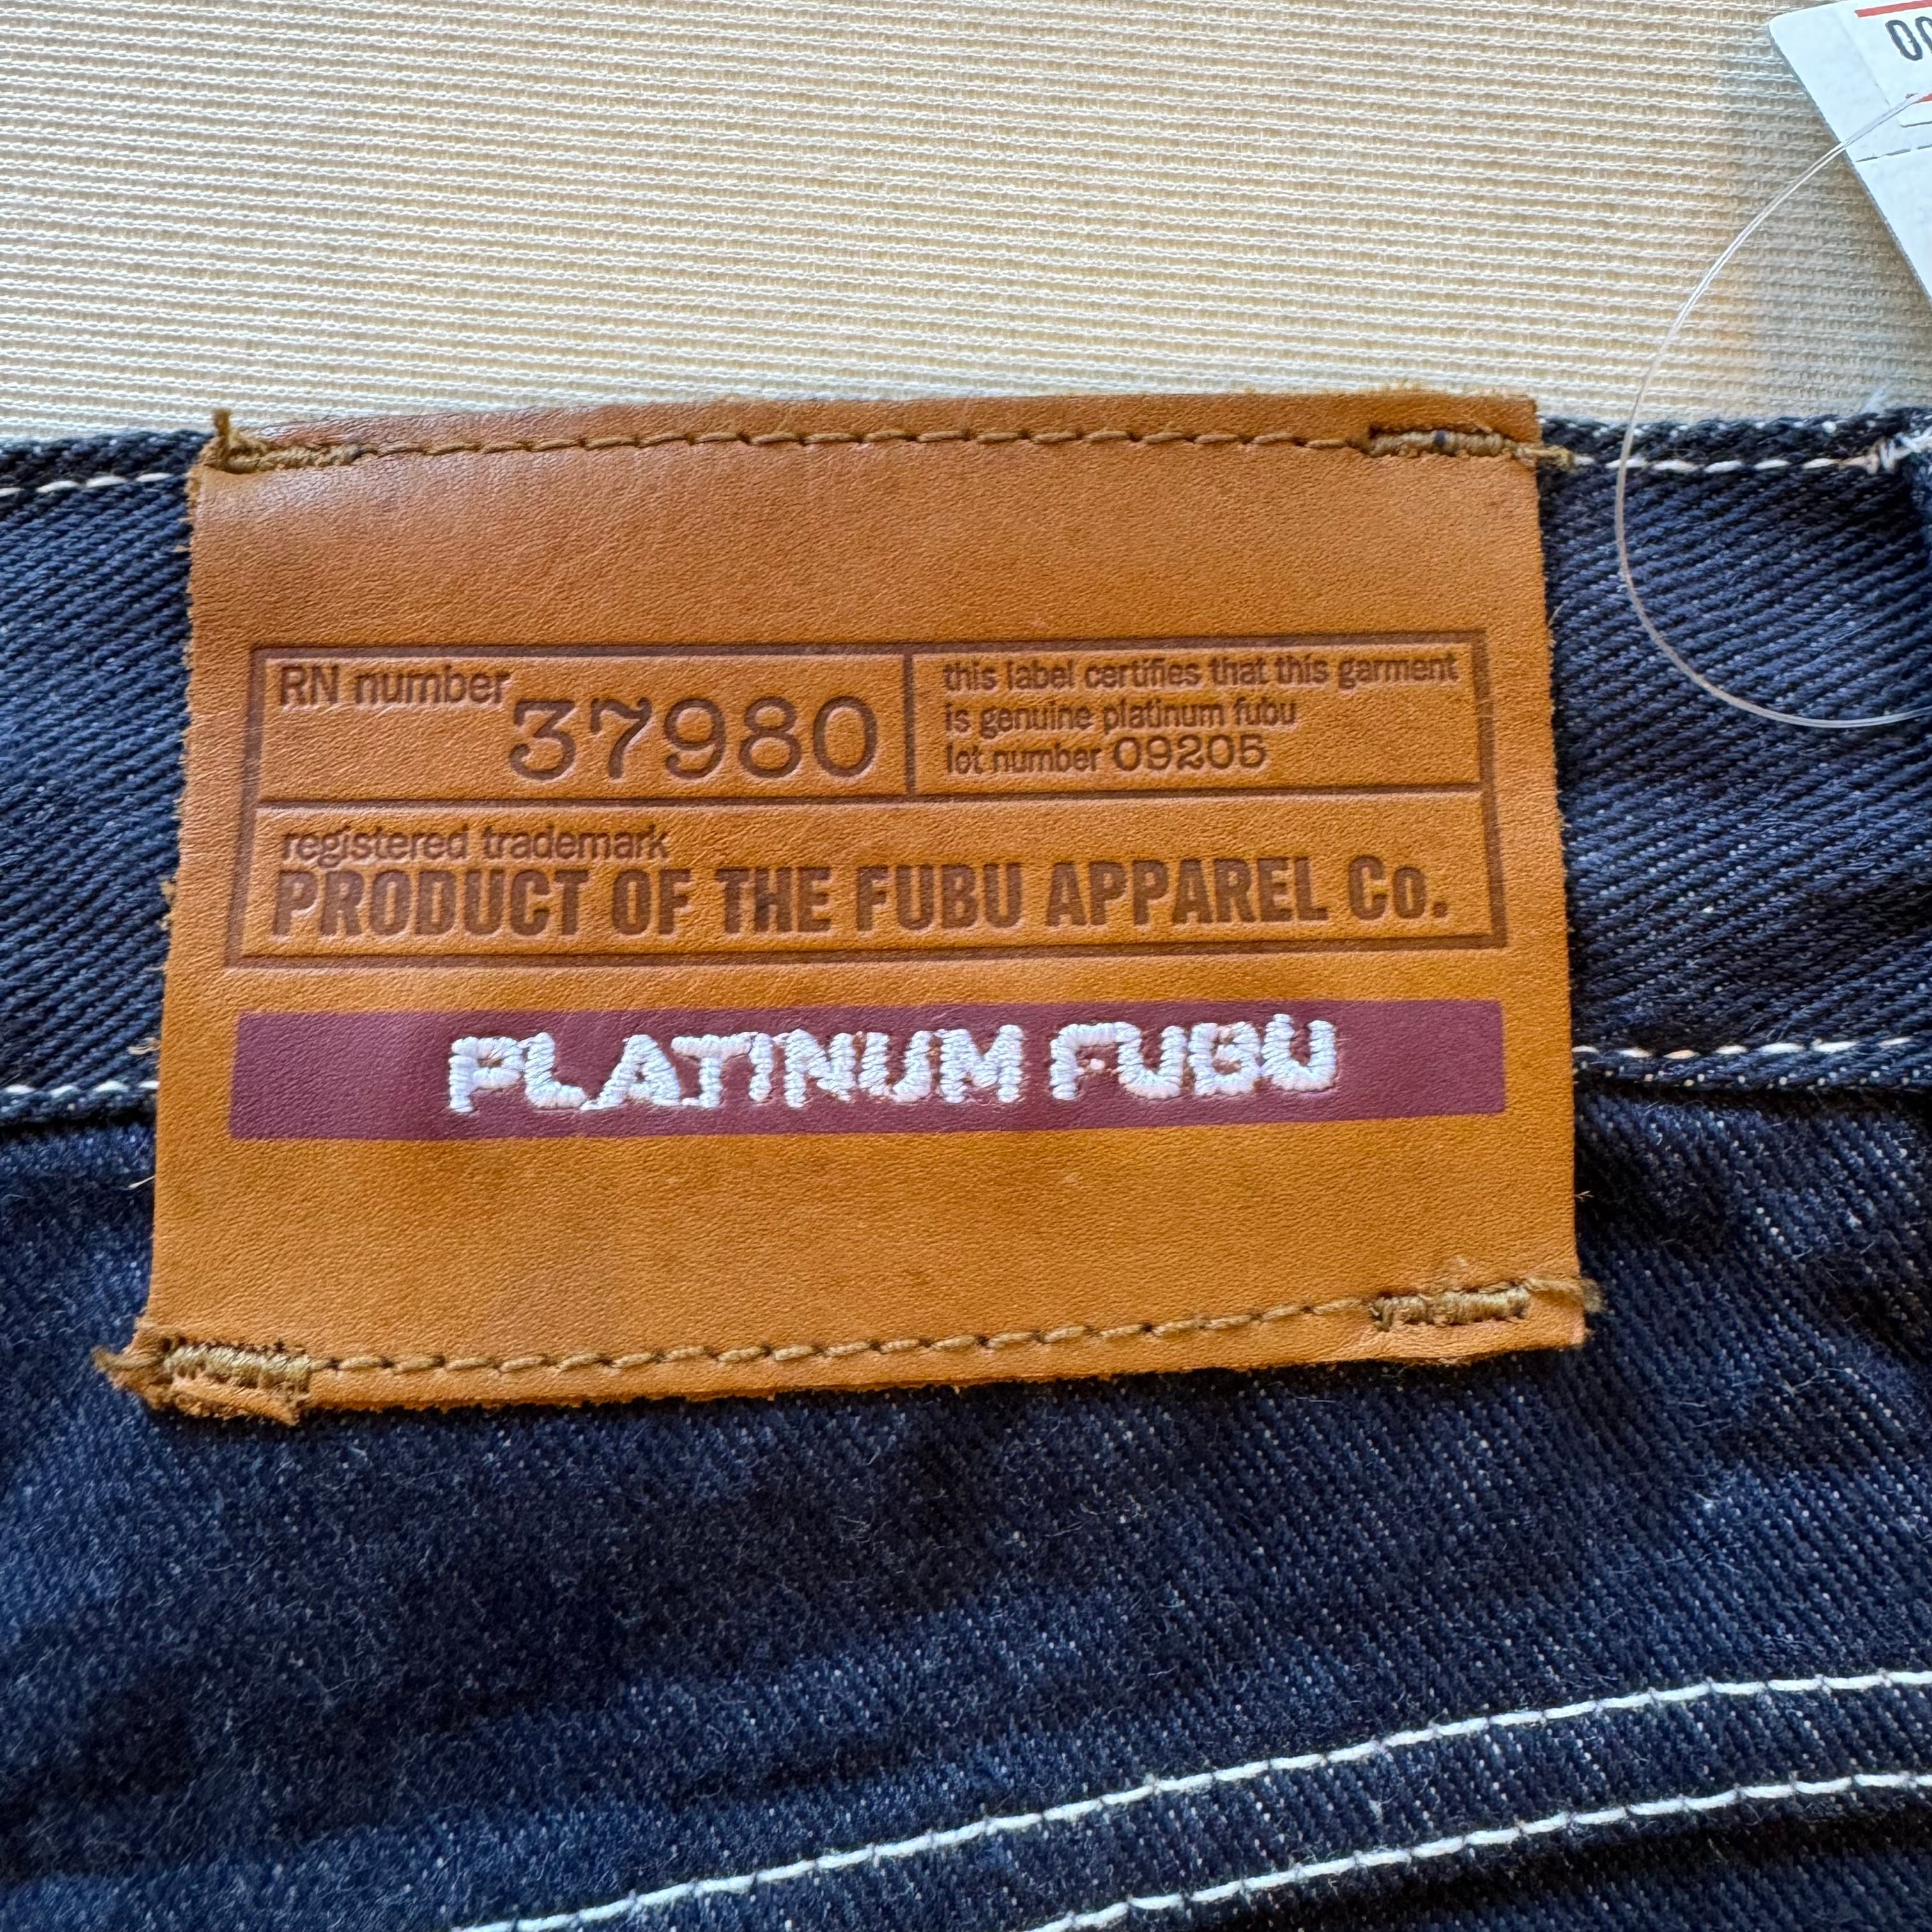 RN number
37980
this label certifies that this garment
is genuine platinum fubu
lot number 09205
registered trademark
PRODUCT OF THE FUBU APPAREL Co.
PLATINUM FUBU